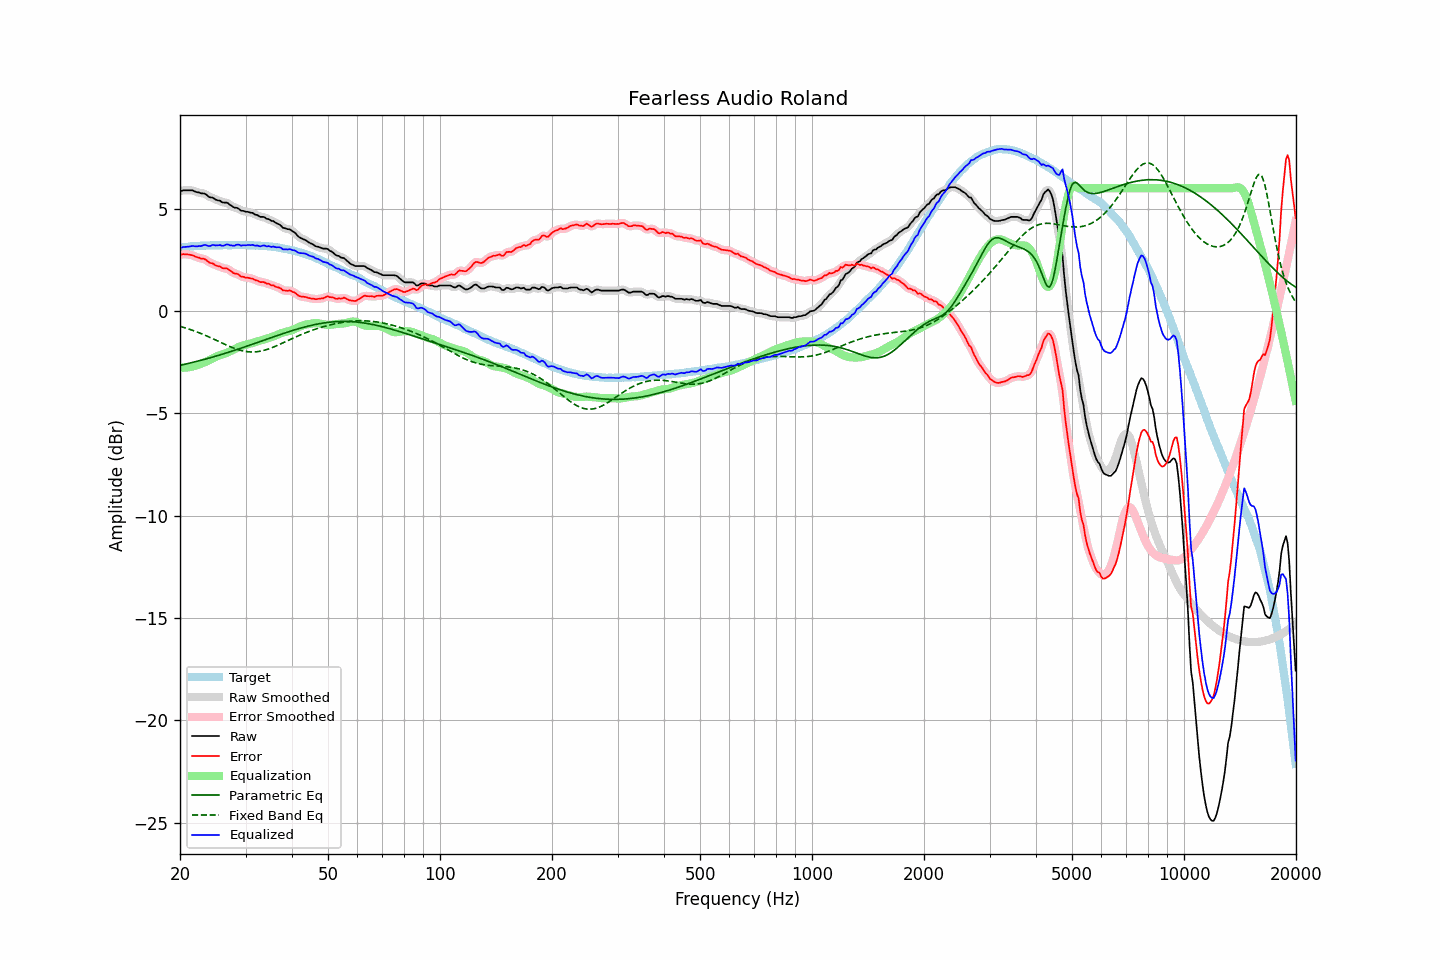 Fearless Audio Roland
Amplitude (dBr)
5
0
−5
−10
−15
−20
−25
Target
Raw Smoothed
Error Smoothed
Raw
Error
Equalization
Parametric Eq
Fixed Band Eq
Equalized
20 50 100 200 500 1000 2000 5000 10000 20000
Frequency (Hz)